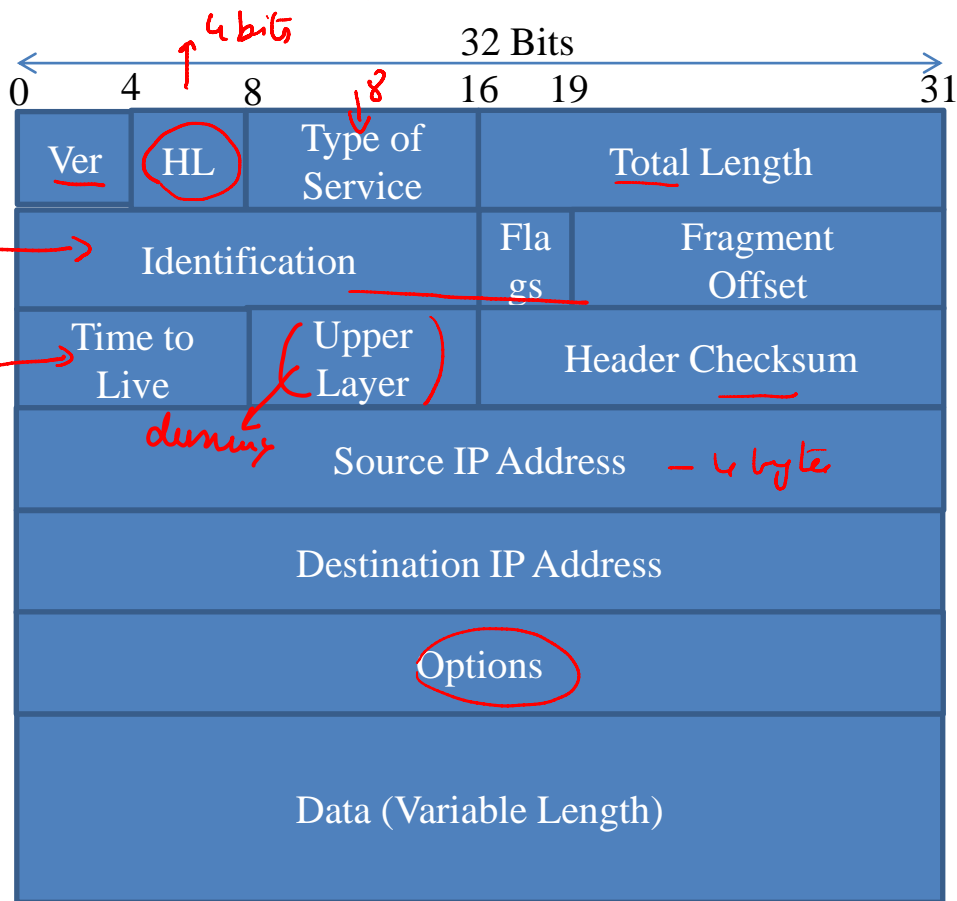 4 bits
32 Bits
0 4 8 16 19 31
8
Ver HL Type of Service Total Length
Identification Fla gs Fragment Offset
Time to Live Upper Layer Header Checksum
Source IP Address - 4 bytes
Destination IP Address
Options
Data (Variable Length)